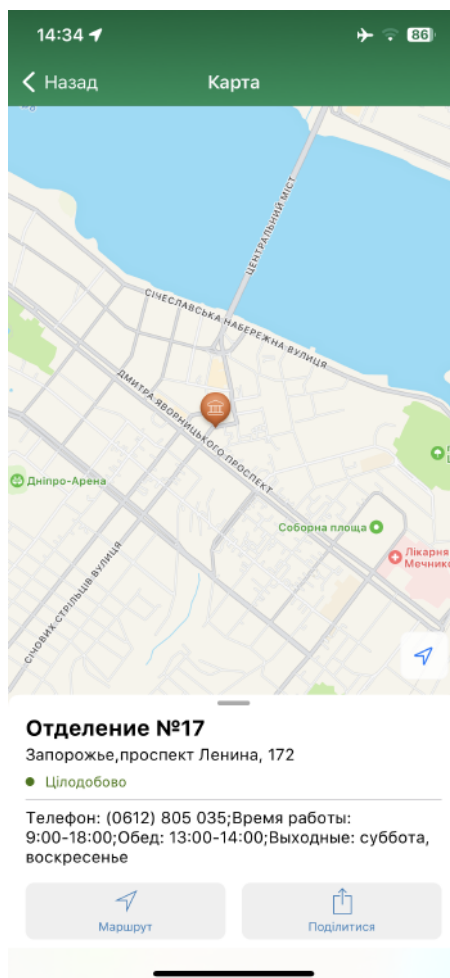 14:34
86
Назад
Карта
ЦЕНТРАЛЬНИЙ МІСТ
СІЧЕСЛАВСЬКА НАБЕРЕЖНА ВУЛИЦЯ
ДМИТРА ЯВОРНИЦЬКОГО ПРОСПЕКТ
Дніпро-Арена
Соборна площа
Лікарня
СІЧОВИХ СТРІЛЬЦІВ ВУЛИЦЯ
Отделение №17
Запорожье,проспект Ленина, 172
Цілодобово
Телефон: (0612) 805 035;Время работы:
9:00-18:00;Обед: 13:00-14:00;Выходные: суббота,
воскресенье
Маршрут
Поділитися